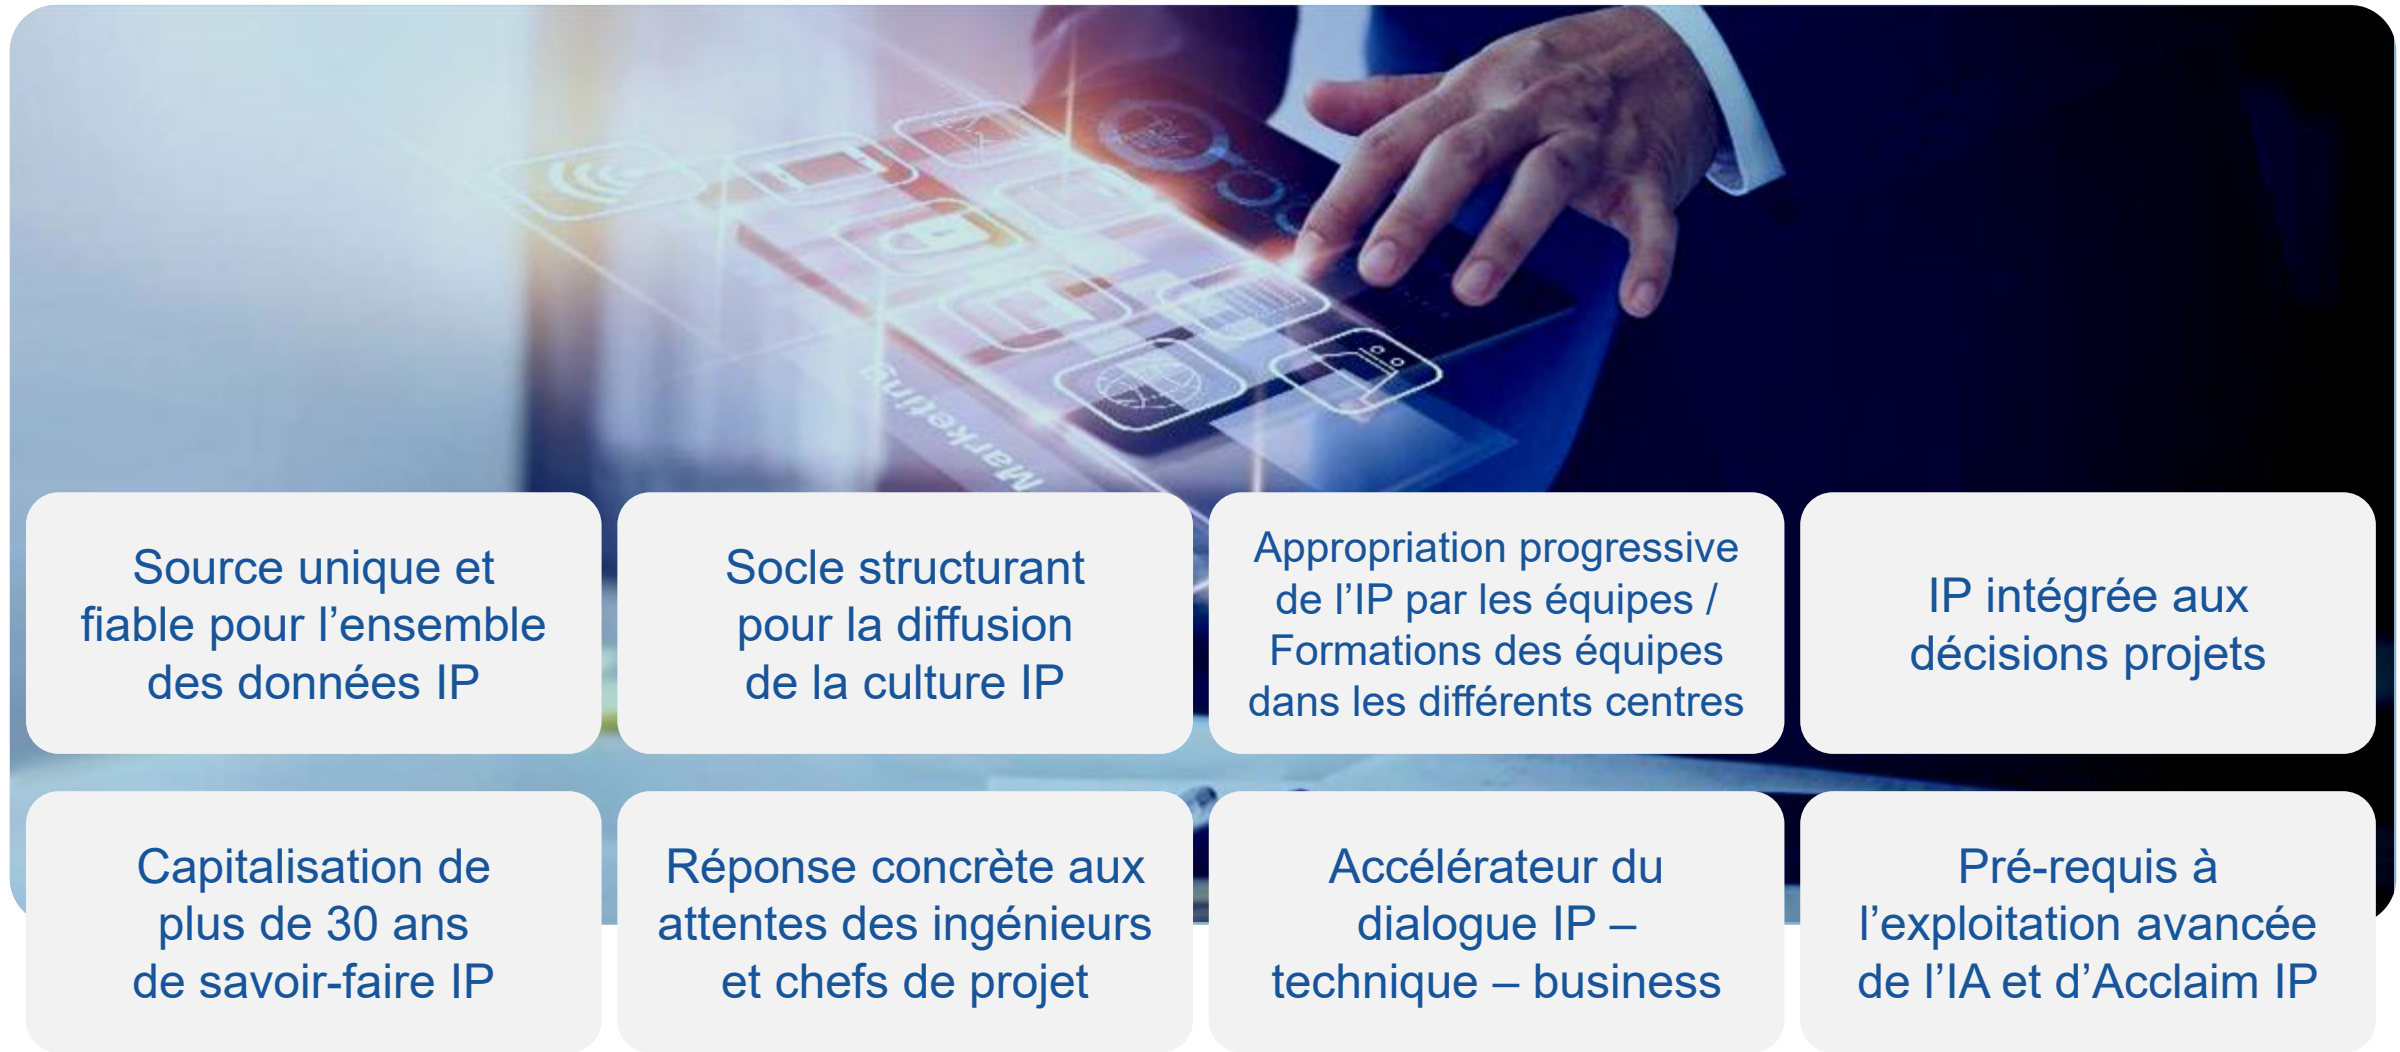 Marketing
Source unique et
fiable pour l’ensemble
des données IP
Socle structurant
pour la diffusion
de la culture IP
Appropriation progressive
de l’IP par les équipes /
Formations des équipes
dans les différents centres
IP intégrée aux
décisions projets
Capitalisation de
plus de 30 ans
de savoir-faire IP
Réponse concrète aux
attentes des ingénieurs
et chefs de projet
Accélérateur du
dialogue IP –
technique – business
Pré-requis à
l’exploitation avancée
de l’IA et d’Acclaim IP